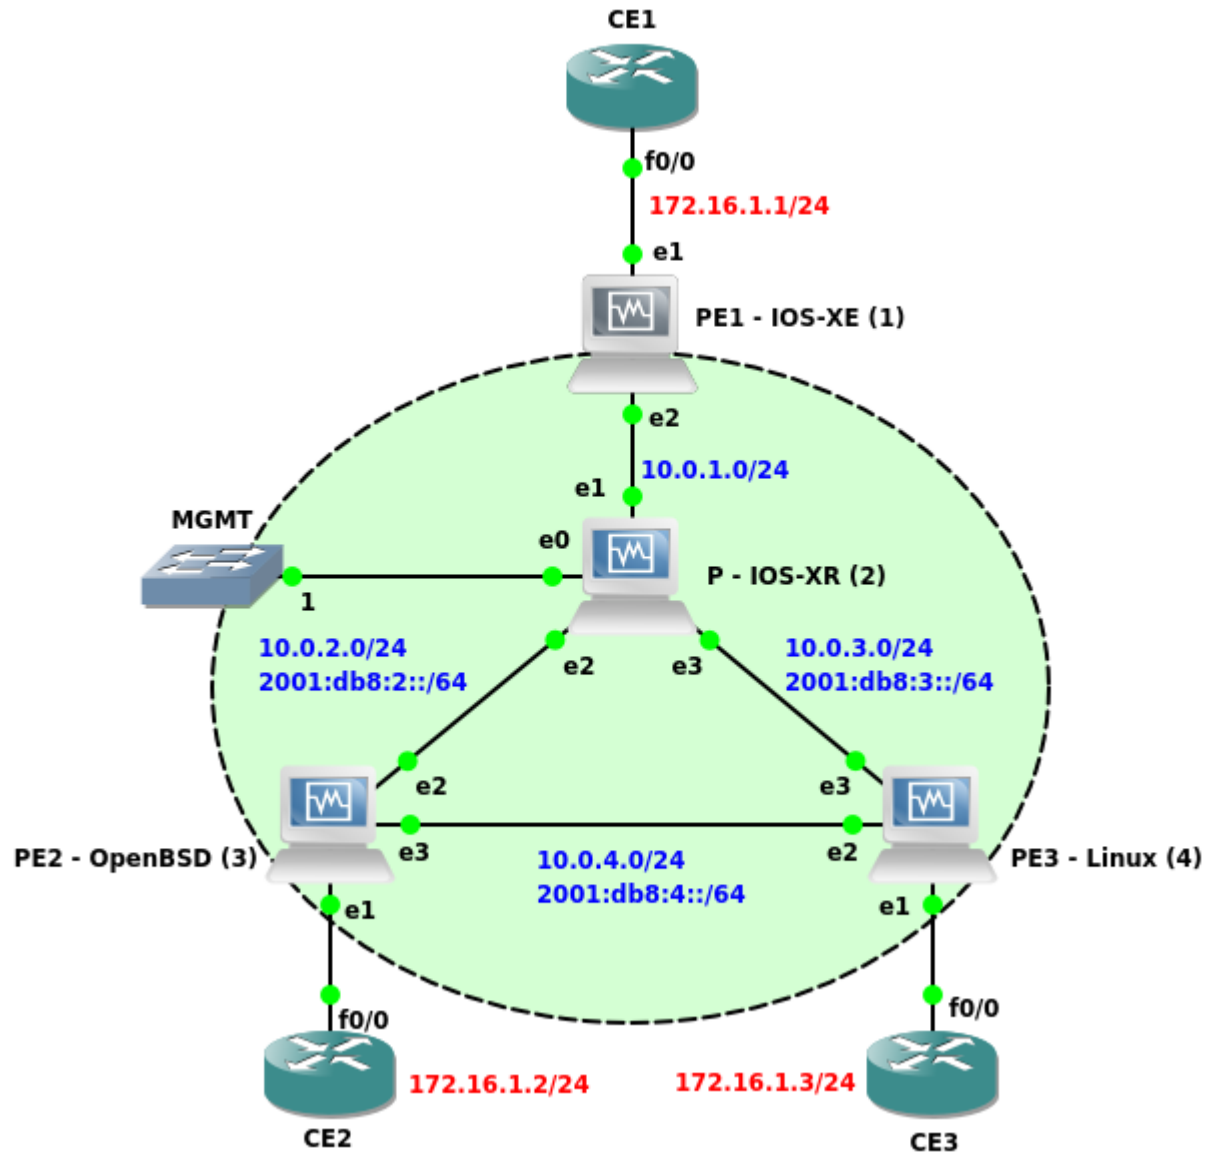 CE1
f0/0
172.16.1.1/24
e1
PE1 - IOS-XE (1)
e2
10.0.1.0/24
e1
MGMT
e0
P - IOS-XR (2)
1
10.0.2.0/24
2001:db8:2::/64
e2
e3
10.0.3.0/24
2001:db8:3::/64
e2
e3
PE2 - OpenBSD (3)
e3
10.0.4.0/24
2001:db8:4::/64
e2
PE3 - Linux (4)
e1
e1
f0/0
f0/0
172.16.1.2/24
172.16.1.3/24
CE2
CE3